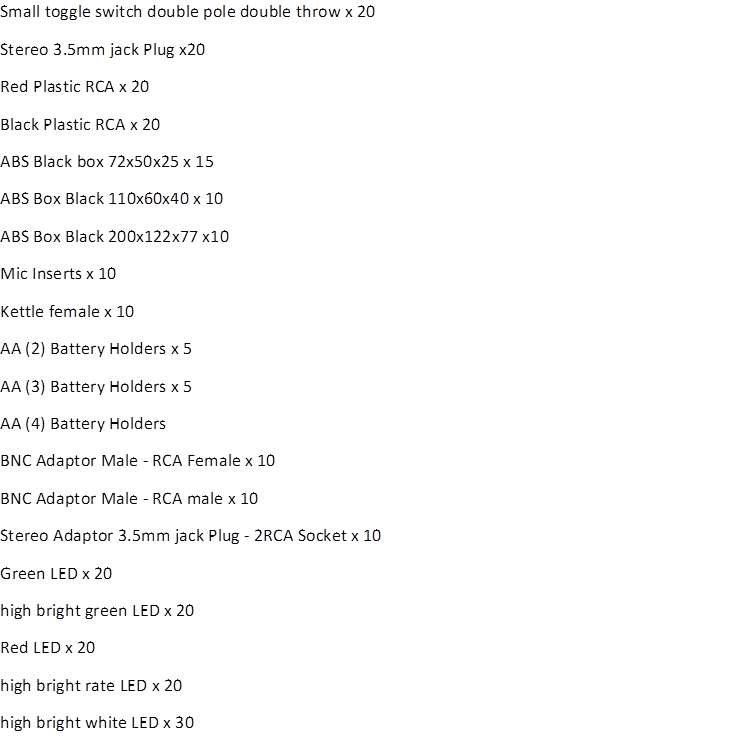 Small toggle switch double pole double throw x 20
Stereo 3.5mm jack Plug x20
Red Plastic RCA x 20
Black Plastic RCA x 20
ABS Black box 72x50x25 x 15
ABS Box Black 110x60x40 x 10
ABS Box Black 200x122x77 x10
Mic Inserts x 10
Kettle female x 10
AA (2) Battery Holders x 5
AA (3) Battery Holders x 5
AA (4) Battery Holders
BNC Adaptor Male - RCA Female x 10
BNC Adaptor Male - RCA male x 10
Stereo Adaptor 3.5mm jack Plug - 2RCA Socket x 10
Green LED x 20
high bright green LED x 20
Red LED x 20
high bright rate LED x 20
high bright white LED x 30